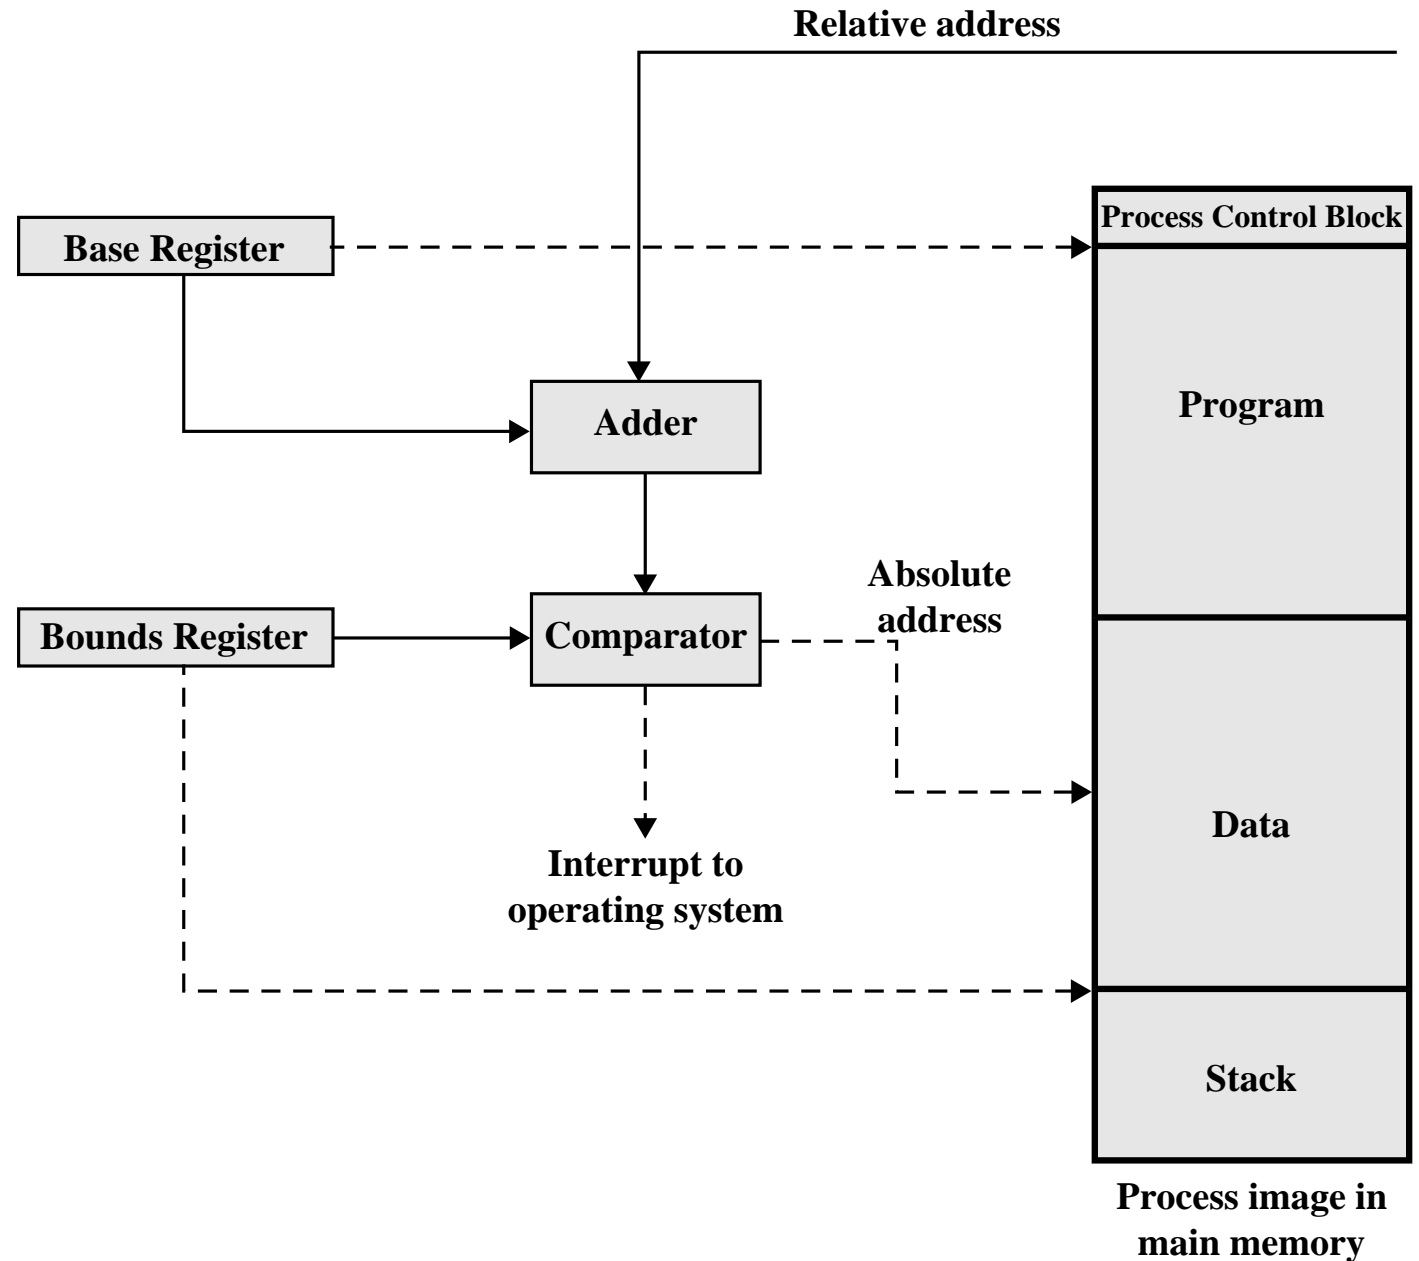 Relative address
Process Control Block
Base Register
Program
Adder
Absolute
address
Bounds Register
Comparator
Data
Interrupt to
operating system
Stack
Process image in
main memory